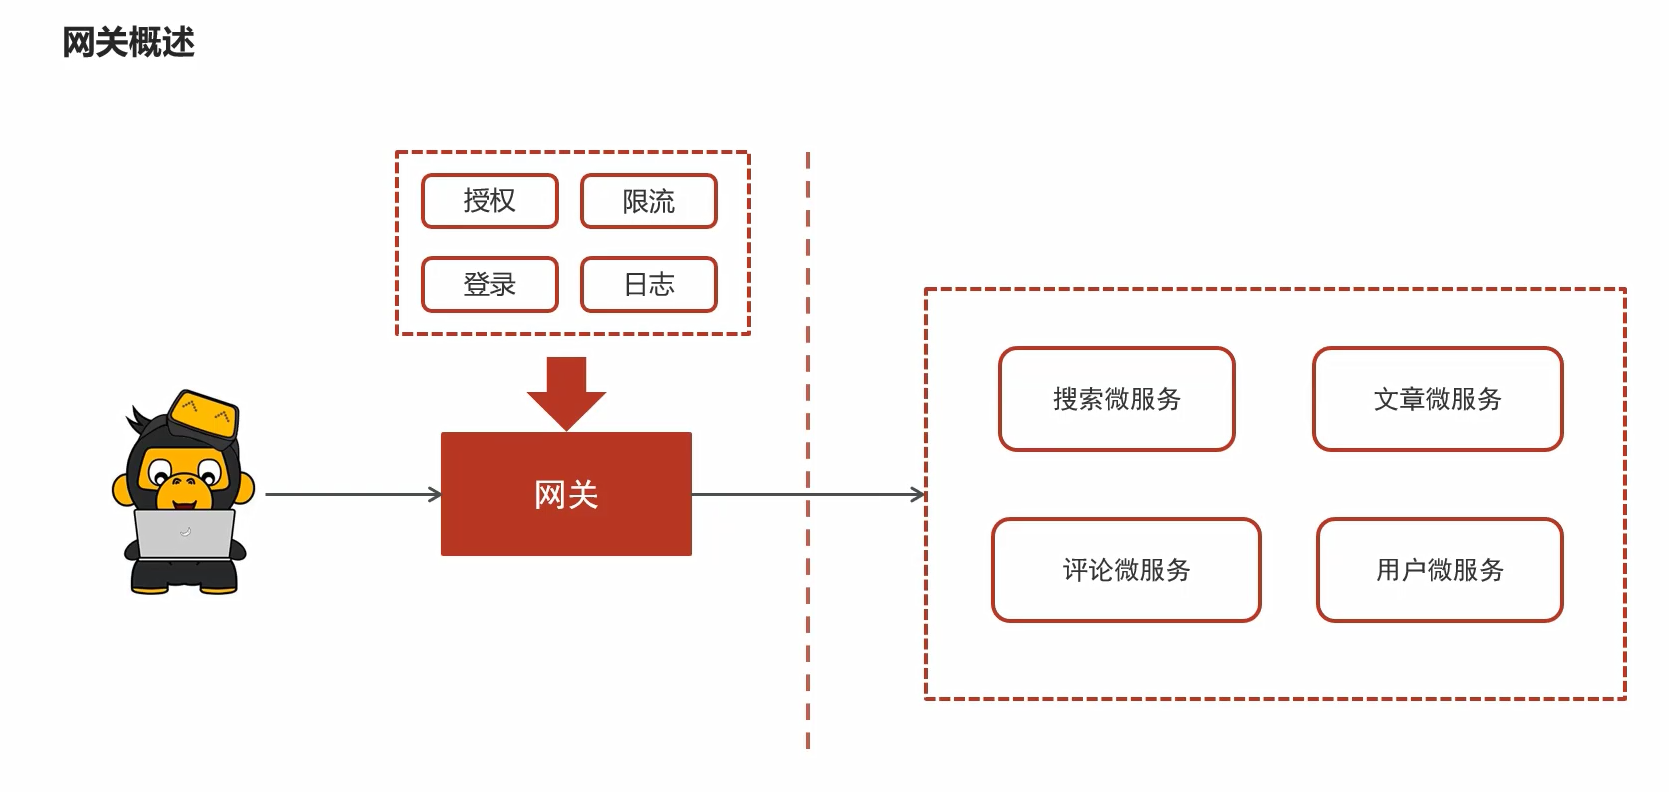 网关概述
授权
限流
登录
日志
网关
搜索微服务
文章微服务
评论微服务
用户微服务